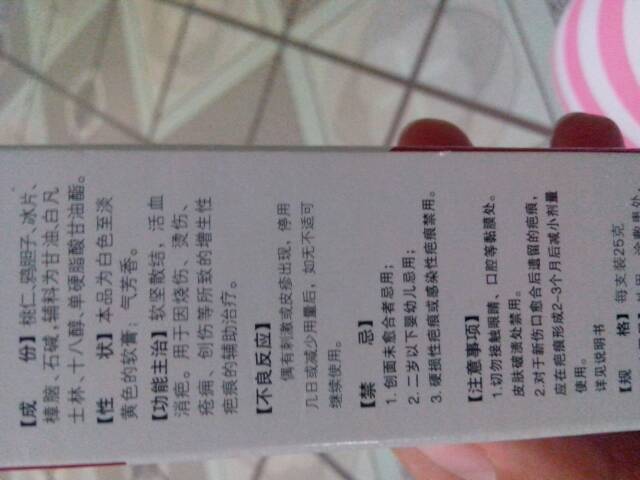 【成　份】桃仁、鸦胆子、冰片、
樟脑、石碱,辅料为甘油、白凡
士林、十八醇、单硬脂酸甘油酯。
【性　状】本品为白色至淡
黄色的软膏；气芳香。
【功能主治】软坚散结，活血
消疤。用于因烧伤、烫伤、
疮痈、创伤等所致的增生性
疤痕的辅助治疗。
【不良反应】
偶有刺激或皮疹出现，停用
几日或减少用量后，如无不适可
继续使用。
【禁　忌】
1.创面未愈合者忌用；
2.二岁以下婴幼儿忌用；
3.硬损性疤痕或感染性疤痕禁用。
【注意事项】
1.切勿接触眼睛、口腔等黏膜处。
皮肤破溃处禁用。
2.对于新伤口愈合后遗留的疤痕，
应在疤痕形成2-3个月后减小剂量
使用。
详见说明书
【规　格】每支装25克